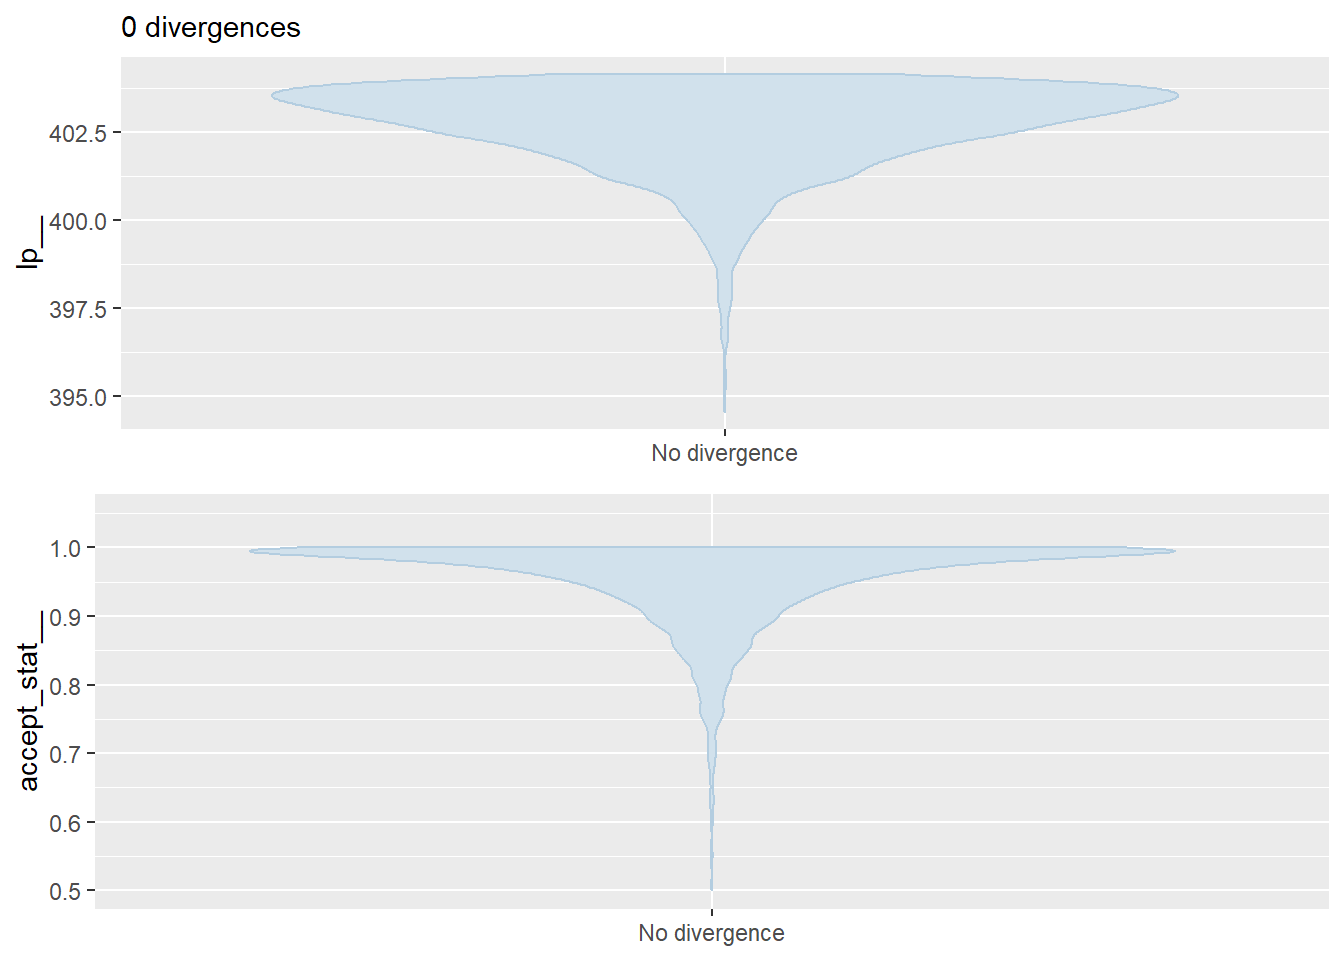 0 divergences
lp__
402.5
400.0
397.5
395.0
No divergence
accept_stat__
1.0
0.9
0.8
0.7
0.6
0.5
No divergence